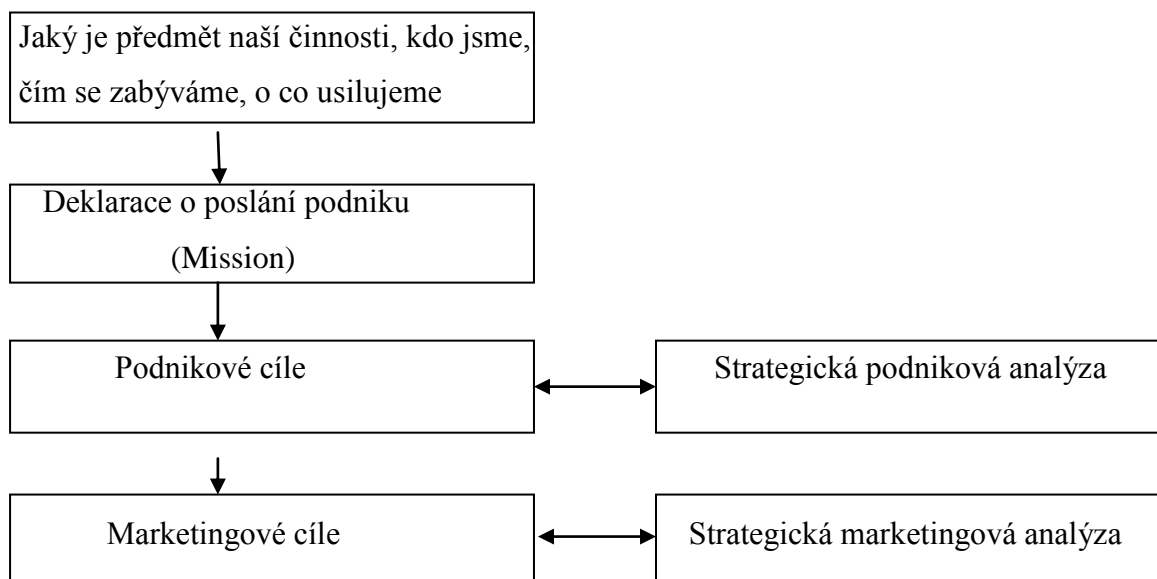 Jaký je předmět naší činnosti, kdo jsme,
čím se zabýváme, o co usilujeme
Deklarace o poslání podniku
(Mission)
Podnikové cíle
Strategická podniková analýza
Marketingové cíle
Strategická marketingová analýza